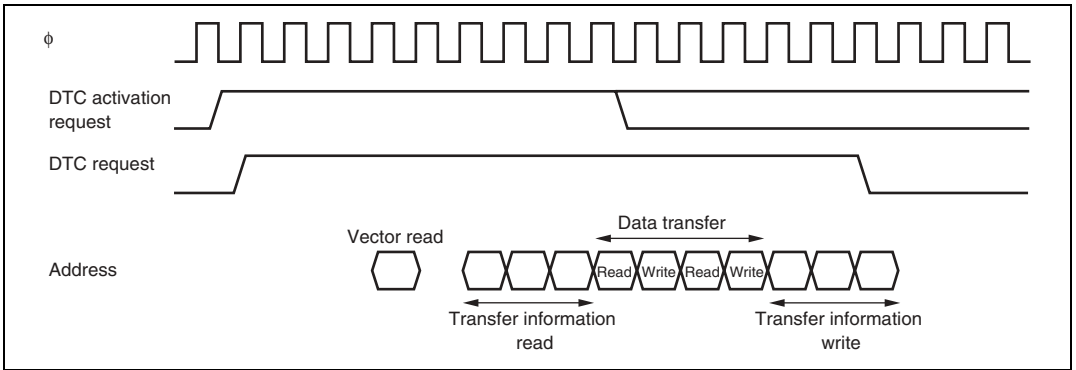 ϕ
DTC activation
request
DTC request
Data transfer
Vector read
Address
Read Write Read Write
Transfer information
read
Transfer information
write